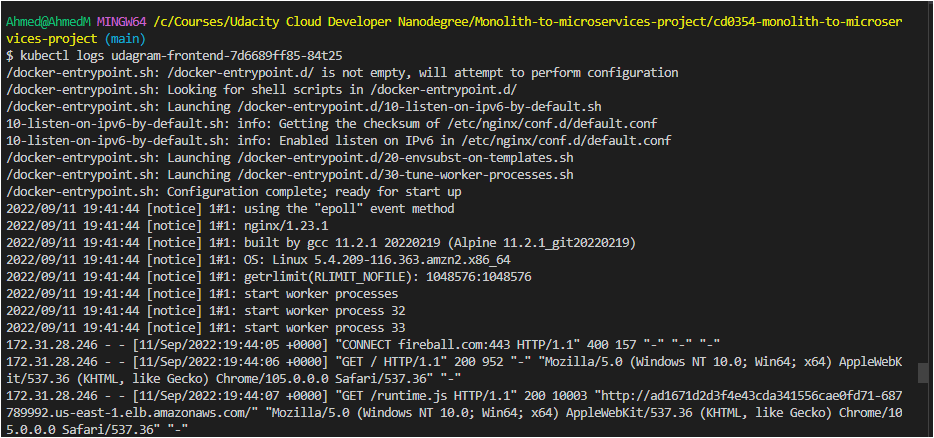 Ahmed@AhmedM MINGW64 /c/Courses/Udacity Cloud Developer Nanodegree/Monolith-to-microservices-project/cd0354-monolith-to-microser
vices-project (main)
$ kubectl logs udagram-frontend-7d6689ff85-84t25
/docker-entrypoint.sh: /docker-entrypoint.d/ is not empty, will attempt to perform configuration
/docker-entrypoint.sh: Looking for shell scripts in /docker-entrypoint.d/
/docker-entrypoint.sh: Launching /docker-entrypoint.d/10-listen-on-ipv6-by-default.sh
10-listen-on-ipv6-by-default.sh: info: Getting the checksum of /etc/nginx/conf.d/default.conf
10-listen-on-ipv6-by-default.sh: info: Enabled listen on IPv6 in /etc/nginx/conf.d/default.conf
/docker-entrypoint.sh: Launching /docker-entrypoint.d/20-envsubst-on-templates.sh
/docker-entrypoint.sh: Launching /docker-entrypoint.d/30-tune-worker-processes.sh
/docker-entrypoint.sh: Configuration complete; ready for start up
2022/09/11 19:41:44 [notice] 1#1: using the "epoll" event method
2022/09/11 19:41:44 [notice] 1#1: nginx/1.23.1
2022/09/11 19:41:44 [notice] 1#1: built by gcc 11.2.1 20220219 (Alpine 11.2.1_git20220219)
2022/09/11 19:41:44 [notice] 1#1: OS: Linux 5.4.209-116.363.amzn2.x86_64
2022/09/11 19:41:44 [notice] 1#1: getrlimit(RLIMIT_NOFILE): 1048576:1048576
2022/09/11 19:41:44 [notice] 1#1: start worker processes
2022/09/11 19:41:44 [notice] 1#1: start worker process 32
2022/09/11 19:41:44 [notice] 1#1: start worker process 33
172.31.28.246 - - [11/Sep/2022:19:44:05 +0000] "CONNECT fireball.com:443 HTTP/1.1" 400 157 "-" "-" "-"
172.31.28.246 - - [11/Sep/2022:19:44:06 +0000] "GET / HTTP/1.1" 200 952 "-" "Mozilla/5.0 (Windows NT 10.0; Win64; x64) AppleWebK
it/537.36 (KHTML, like Gecko) Chrome/105.0.0.0 Safari/537.36" "-"
172.31.28.246 - - [11/Sep/2022:19:44:07 +0000] "GET /runtime.js HTTP/1.1" 200 10003 "http://ad1671d2d3f4e43cda341556cae0fd71-687
789992.us-east-1.elb.amazonaws.com/" "Mozilla/5.0 (Windows NT 10.0; Win64; x64) AppleWebKit/537.36 (KHTML, like Gecko) Chrome/10
5.0.0.0 Safari/537.36" "-"